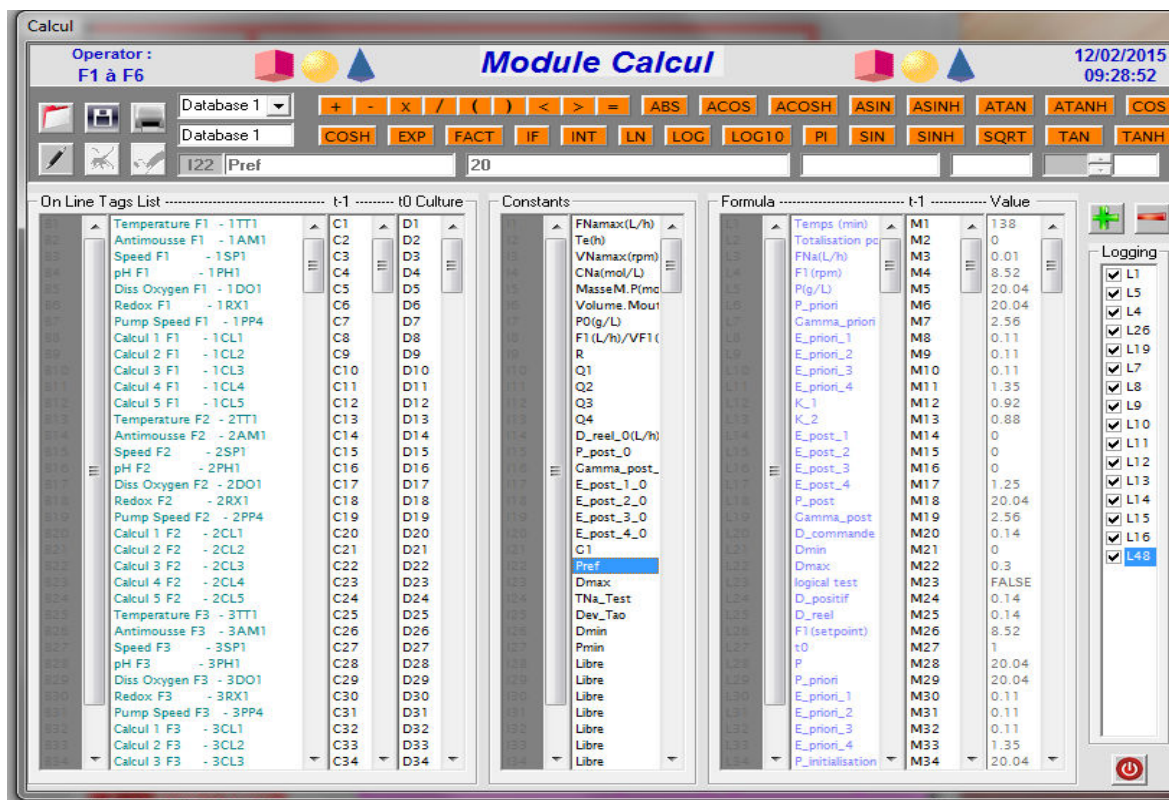 Calcul
Operator :
F1 à F6
Module Calcul
12/02/2015
09:28:52
Database 1
+ - x / ( ) < > = ABS ACOS ACOSH ASIN ASINH ATAN ATANH COS
Database 1
COSH EXP FACT IF INT LN LOG LOG10 PI SIN SINH SQRT TAN TANH
I22 Pref 20
On Line Tags List t-1 t0 Culture Constants Formula t-1 Value
Logging
Temperature F1 - 1TT1 C1 D1 FNamax(L/h) Temps (min) M1 138
Antimousse F1 - 1AM1 C2 D2 Te(h) Totalisation po M2 0
Speed F1 - 1SP1 C3 D3 VNamax(rpm) FNa(L/h) M3 0.01
pH F1 - 1PH1 C4 D4 CNa(mol/L) F1(rpm) M4 8.52
Diss Oxygen F1 - 1DO1 C5 D5 MasseM.P(mo P(g/L) M5 20.04
Redox F1 - 1RX1 C6 D6 Volume.Mout P_priori M6 20.04
Pump Speed F1 - 1PP4 C7 D7 P0(g/L) Gamma_priori M7 2.56
Calcul 1 F1 - 1CL1 C8 D8 F1(L/h)/VF1( E_priori_1 M8 0.11
Calcul 2 F1 - 1CL2 C9 D9 R E_priori_2 M9 0.11
Calcul 3 F1 - 1CL3 C10 D10 Q1 E_priori_3 M10 0.11
Calcul 4 F1 - 1CL4 C11 D11 Q2 E_priori_4 M11 1.35
Calcul 5 F1 - 1CL5 C12 D12 Q3 K_1 M12 0.92
Temperature F2 - 2TT1 C13 D13 Q4 K_2 M13 0.88
Antimousse F2 - 2AM1 C14 D14 D_reel_0(L/h) E_post_1 M14 0
Speed F2 - 2SP1 C15 D15 P_post_0 E_post_2 M15 0
pH F2 - 2PH1 C16 D16 Gamma_post_ E_post_3 M16 0
Diss Oxygen F2 - 2DO1 C17 D17 E_post_1_0 E_post_4 M17 1.25
Redox F2 - 2RX1 C18 D18 E_post_2_0 P_post M18 20.04
Pump Speed F2 - 2PP4 C19 D19 E_post_3_0 Gamma_post M19 2.56
Calcul 1 F2 - 2CL1 C20 D20 E_post_4_0 D_commande M20 0.14
Calcul 2 F2 - 2CL2 C21 D21 Dmin M21 0
Calcul 3 F2 - 2CL3 C22 D22 Pref Dmax M22 0.3
Calcul 4 F2 - 2CL4 C23 D23 Dmax logical test M23 FALSE
Calcul 5 F2 - 2CL5 C24 D24 TNa_Test D_positif M24 0.14
Temperature F3 - 3TT1 C25 D25 Dev_Tao D_reel M25 0.14
Antimousse F3 - 3AM1 C26 D26 Dmin F1(setpoint) M26 8.52
Speed F3 - 3SP1 C27 D27 Pmin t0 M27 1
pH F3 - 3PH1 C28 D28 Libre P M28 20.04
Diss Oxygen F3 - 3DO1 C29 D29 Libre P_priori M29 20.04
Redox F3 - 3RX1 C30 D30 Libre E_priori_1 M30 0.11
Pump Speed F3 - 3PP4 C31 D31 Libre E_priori_2 M31 0.11
Calcul 1 F3 - 3CL1 C32 D32 Libre E_priori_3 M32 0.11
Calcul 2 F3 - 3CL2 C33 D33 Libre E_priori_4 M33 1.35
Calcul 3 F3 - 3CL3 C34 D34 Libre P_initialisation M34 20.04
L1
L5
L4
L26
L19
L7
L8
L9
L10
L11
L12
L13
L14
L15
L16
L48